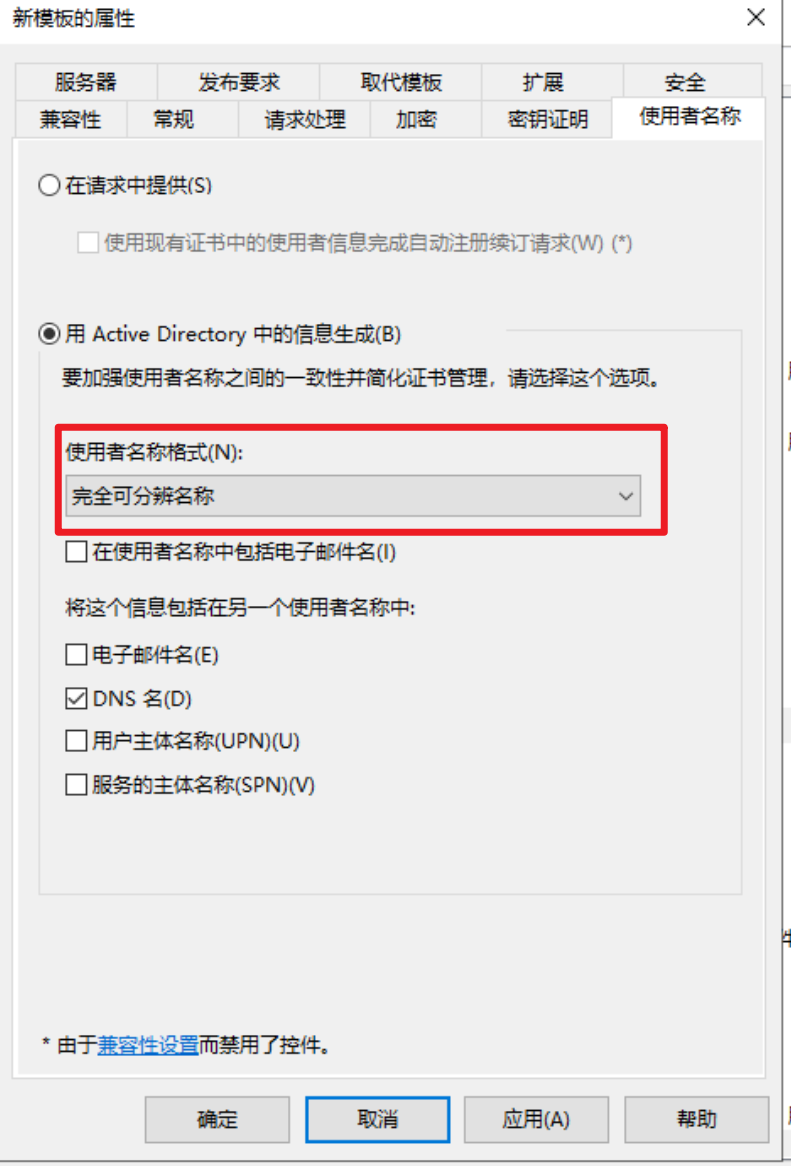 新模板的属性
服务器 发布要求 取代模板 扩展 安全
兼容性 常规 请求处理 加密 密钥证明 使用者名称
在请求中提供(S)
使用现有证书中的使用者信息完成自动注册续订请求(W) (*)
用 Active Directory 中的信息生成(B)
要加强使用者名称之间的一致性并简化证书管理，请选择这个选项。
使用者名称格式(N):
完全可分辨名称
在使用者名称中包括电子邮件名(I)
将这个信息包括在另一个使用者名称中:
电子邮件名(E)
DNS 名(D)
用户主体名称(UPN)(U)
服务的主体名称(SPN)(V)
* 由于兼容性设置而禁用了控件。
确定 取消 应用(A) 帮助